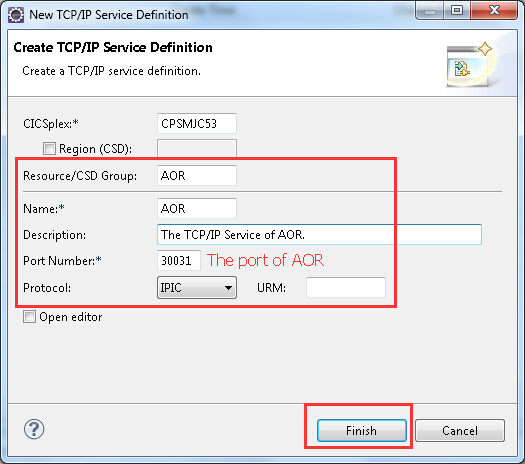 New TCP/IP Service Definition
Create TCP/IP Service Definition
Create a TCP/IP service definition.
CICSplex:* CPSMJC53
Region (CSD):
Resource/CSD Group: AOR
Name:* AOR
Description: The TCP/IP Service of AOR.
Port Number:* 30031 The port of AOR
Protocol: IPIC URM:
Open editor
? Finish Cancel